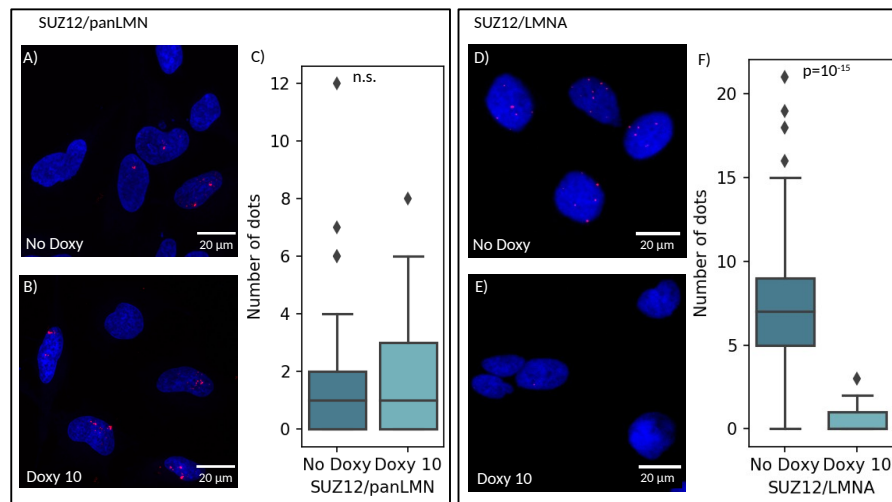 SUZ12/panLMN
A)
No Doxy
20 µm
B)
Doxy 10
20 µm
C)
n.s.
Number of dots
12
10
8
6
4
2
0
No Doxy Doxy 10
SUZ12/panLMN
SUZ12/LMNA
D)
No Doxy
20 µm
E)
Doxy 10
20 µm
F)
p=10⁻¹⁵
Number of dots
20
15
10
5
0
No Doxy Doxy 10
SUZ12/LMNA